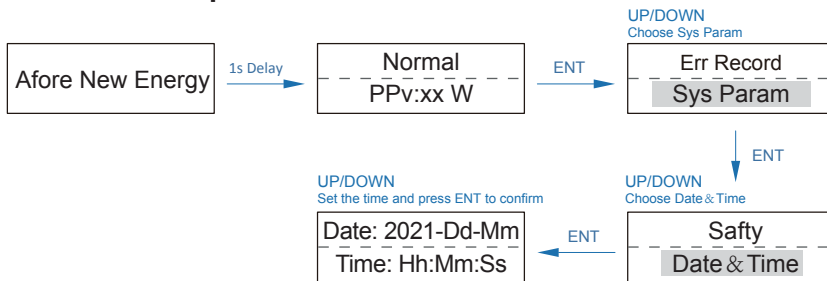 UP/DOWN
Choose Sys Param
Afore New Energy
1s Delay
Normal
PPv:xx W
ENT
Err Record
Sys Param
ENT
UP/DOWN
Choose Date&Time
Safty
Date&Time
ENT
UP/DOWN
Set the time and press ENT to confirm
Date: 2021-Dd-Mm
Time: Hh:Mm:Ss